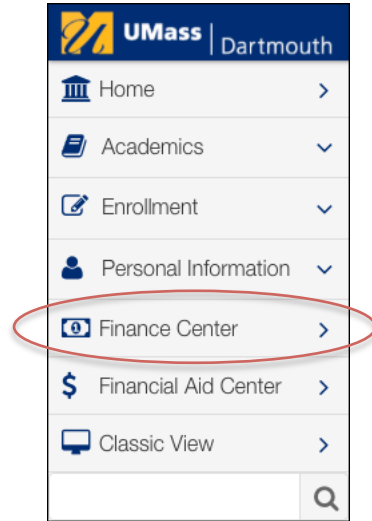 UMass | Dartmouth
Home
Academics
Enrollment
Personal Information
Finance Center
$ Financial Aid Center
Classic View